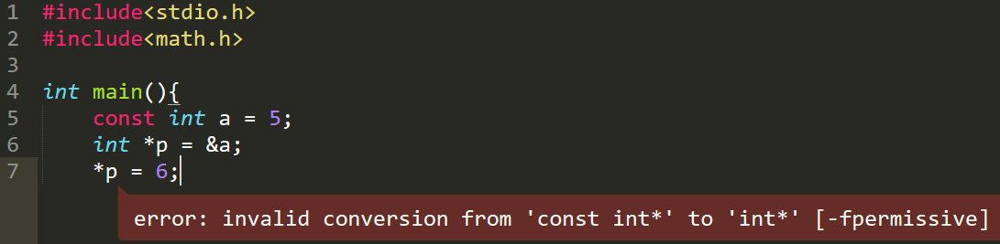 1 #include<stdio.h>
2 #include<math.h>
3
4 int main(){
5     const int a = 5;
6     int *p = &a;
7     *p = 6;
error: invalid conversion from 'const int*' to 'int*' [-fpermissive]